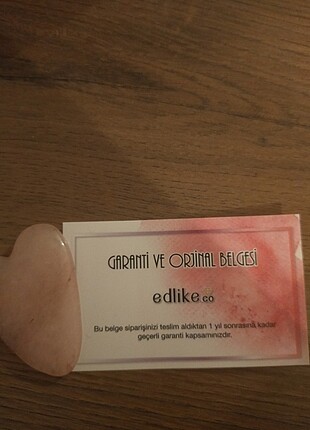 GARANTİ VE ORJİNAL BELGESİ
edlike co
Bu belge siparişinizi teslim aldıktan 1 yıl sonrasına kadar
geçerli garanti kapsamınızdır.